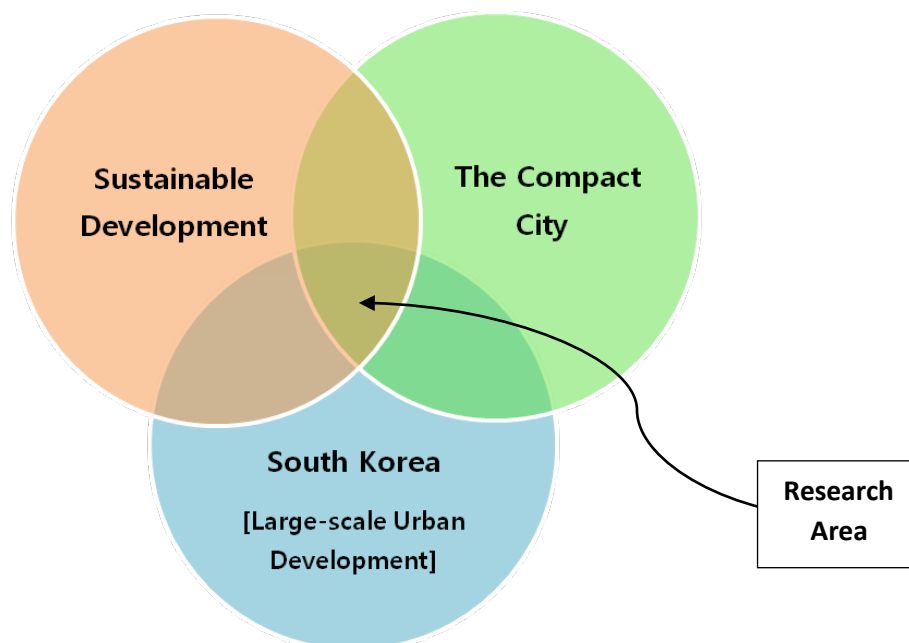 Sustainable
Development
The Compact
City
South Korea
[Large-scale Urban
Development]
Research
Area